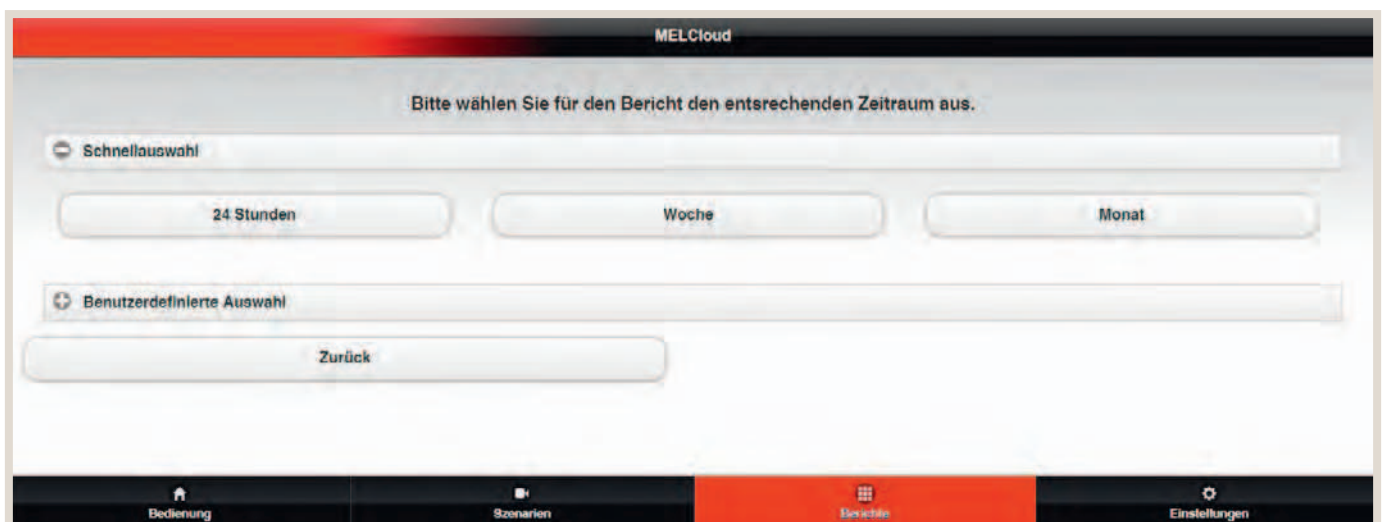 MELCloud
Bitte wählen Sie für den Bericht den entsrechenden Zeitraum aus.
Schnellauswahl
24 Stunden Woche Monat
Benutzerdefinierte Auswahl
Zurück
Bedienung Szenarien Berichte Einstellungen